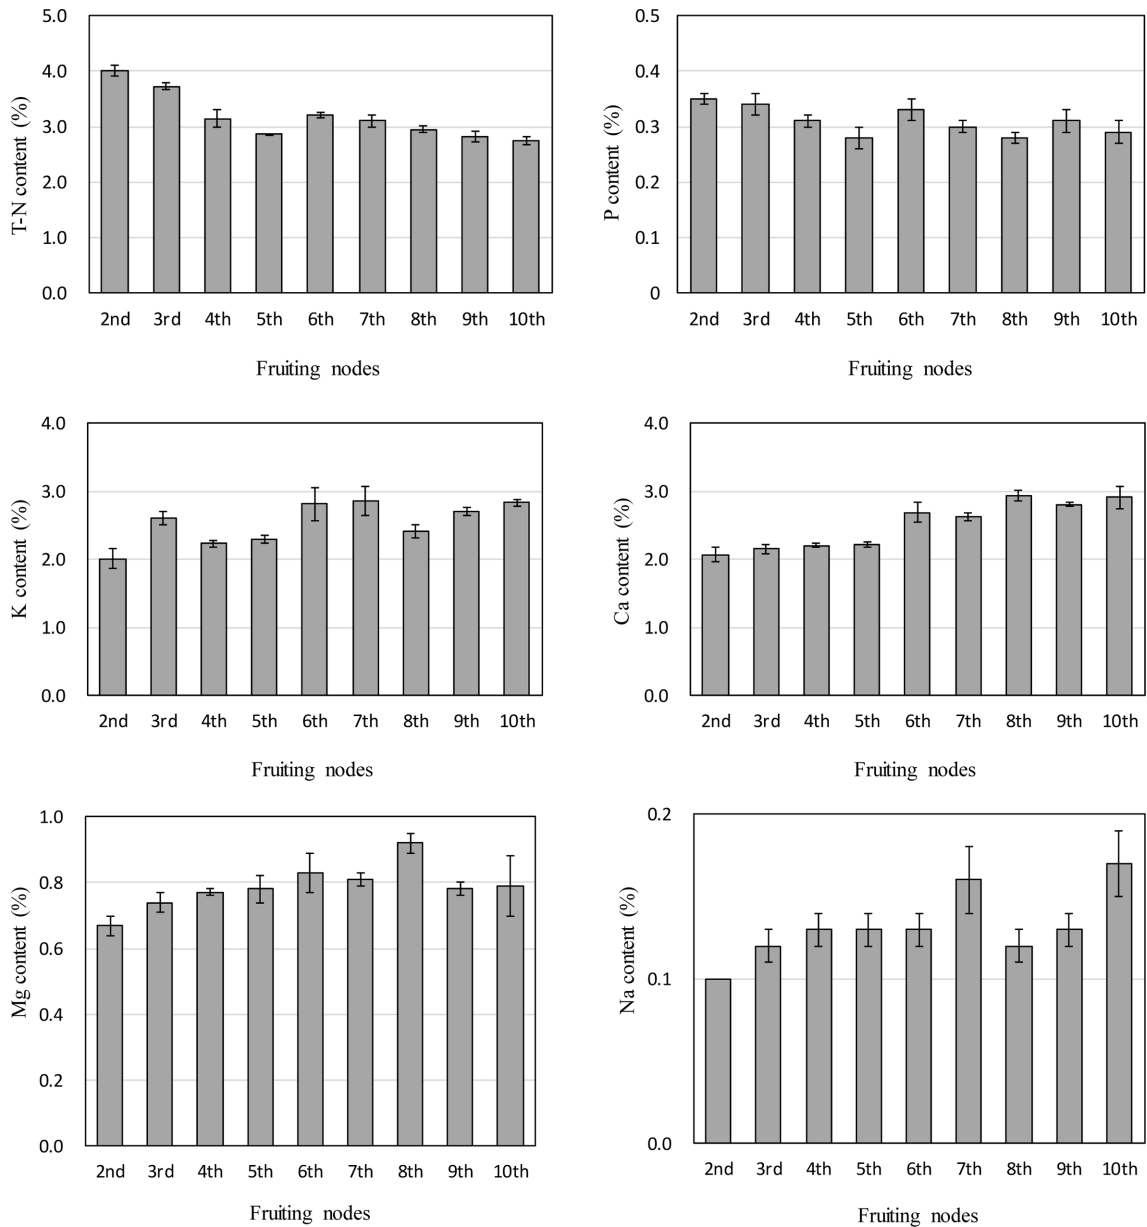 T-N content (%)
5.0
4.0
3.0
2.0
1.0
0.0
2nd 3rd 4th 5th 6th 7th 8th 9th 10th
Fruiting nodes
P content (%)
0.5
0.4
0.3
0.2
0.1
0
2nd 3rd 4th 5th 6th 7th 8th 9th 10th
Fruiting nodes
K content (%)
4.0
3.0
2.0
1.0
0.0
2nd 3rd 4th 5th 6th 7th 8th 9th 10th
Fruiting nodes
Ca content (%)
4.0
3.0
2.0
1.0
0.0
2nd 3rd 4th 5th 6th 7th 8th 9th 10th
Fruiting nodes
Mg content (%)
1.0
0.8
0.6
0.4
0.2
0.0
2nd 3rd 4th 5th 6th 7th 8th 9th 10th
Fruiting nodes
Na content (%)
0.2
0.1
0.0
2nd 3rd 4th 5th 6th 7th 8th 9th 10th
Fruiting nodes